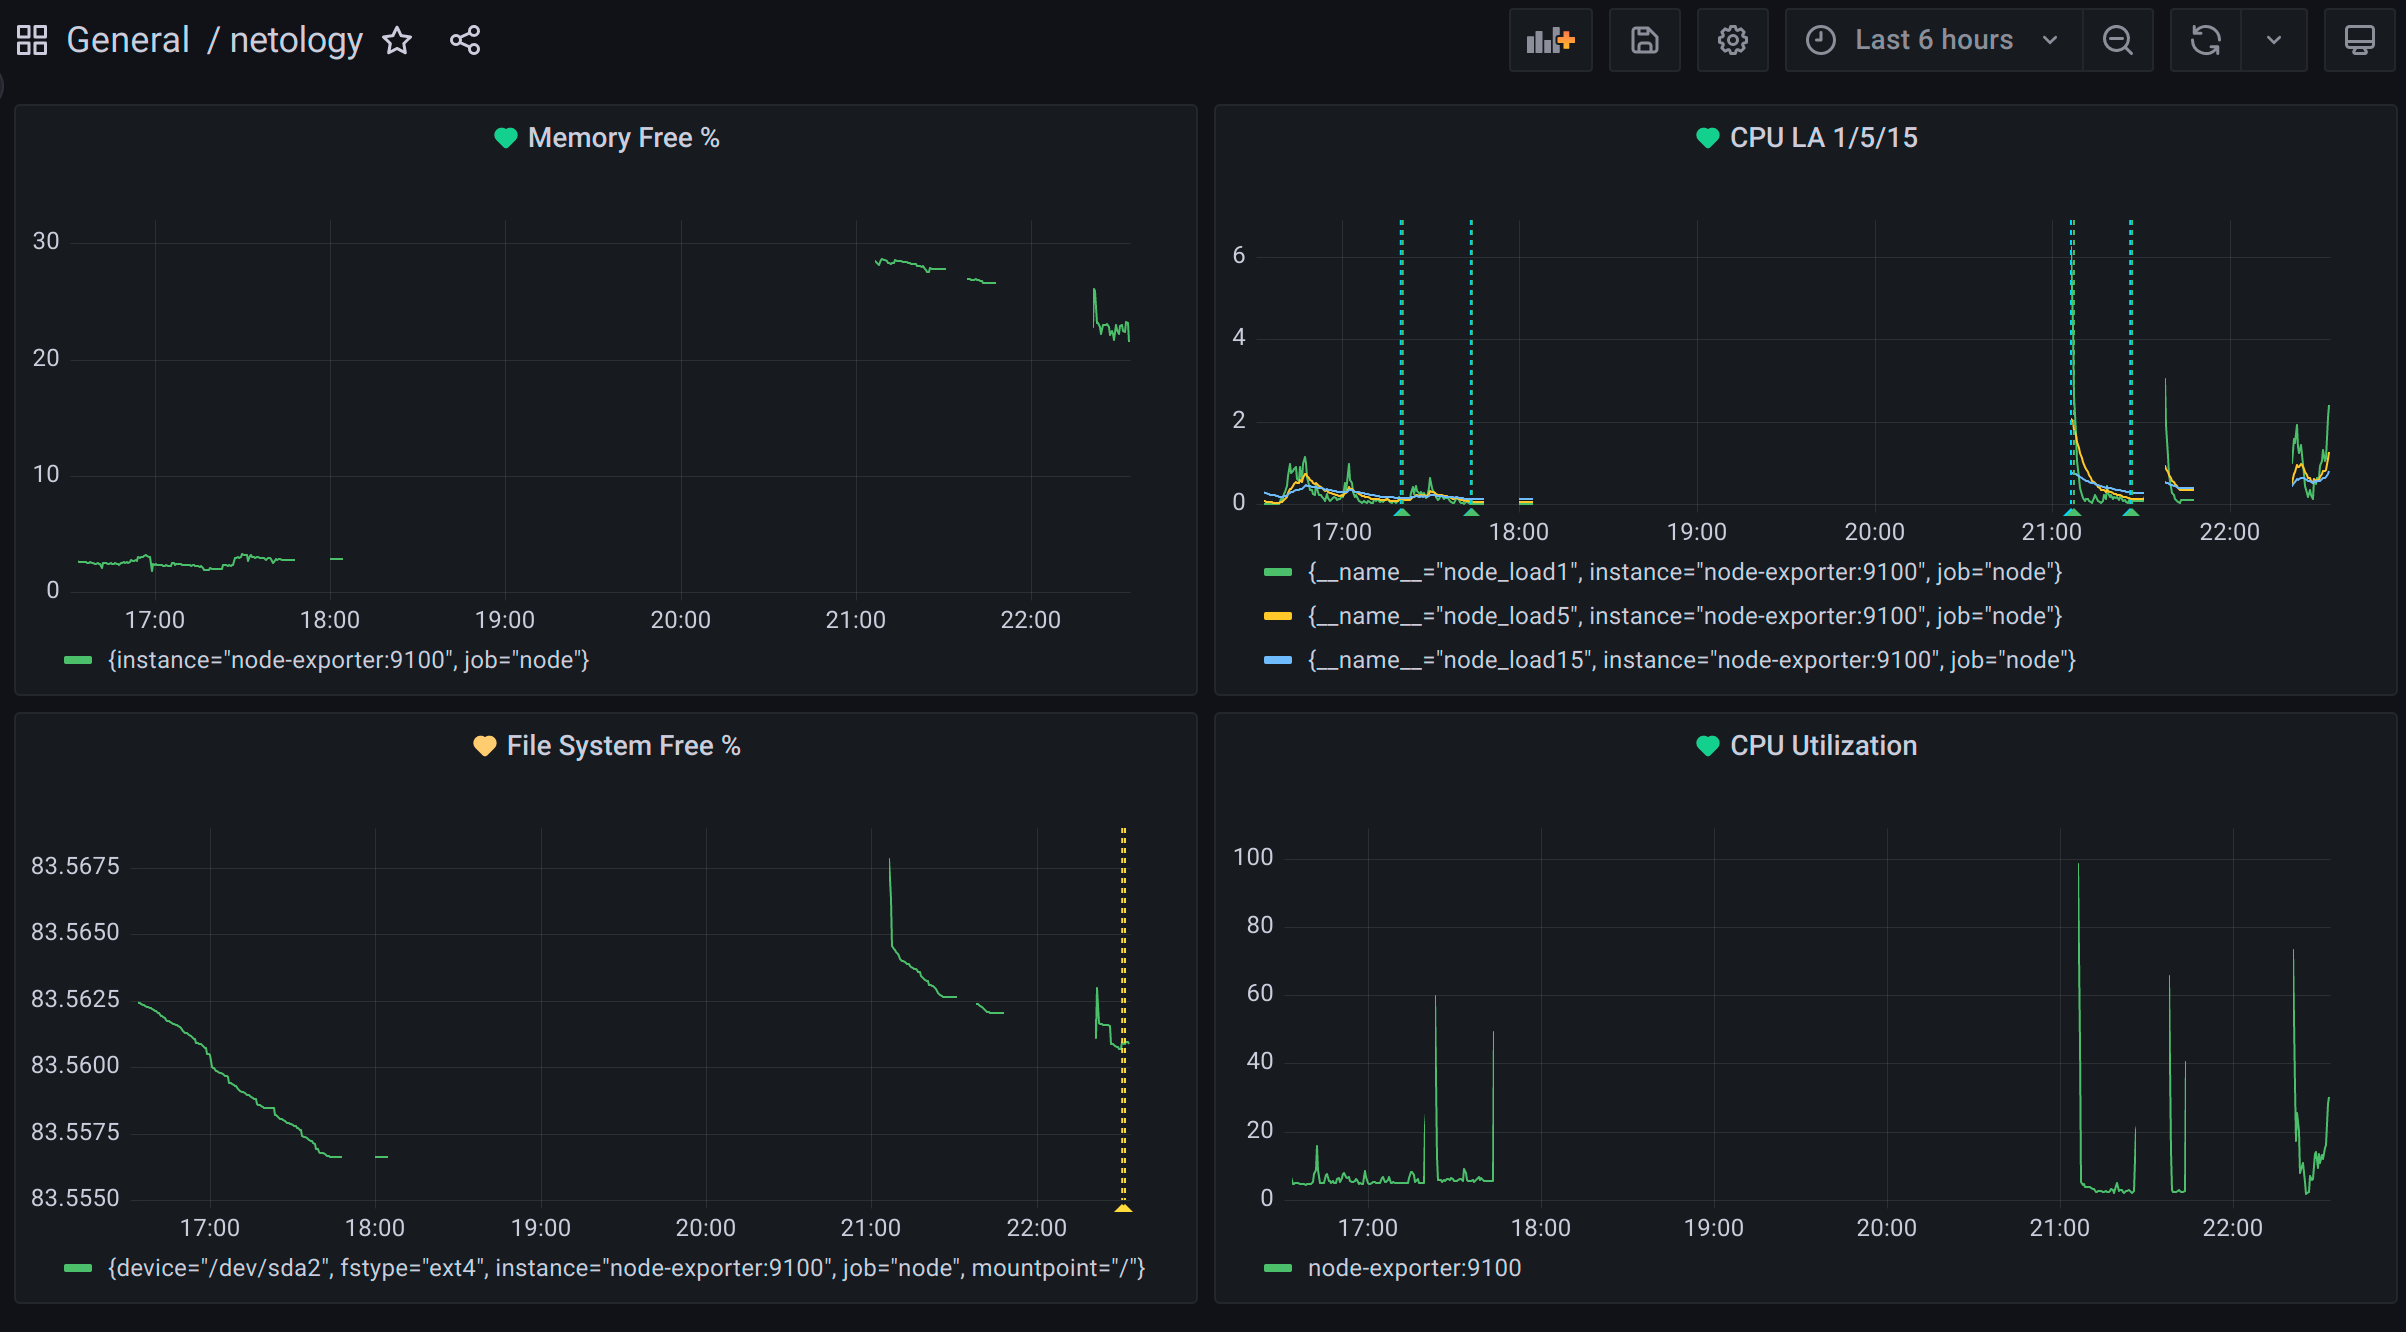 General / netology
Last 6 hours
Memory Free %
30
20
10
0
17:00 18:00 19:00 20:00 21:00 22:00
{instance="node-exporter:9100", job="node"}
CPU LA 1/5/15
6
4
2
0
17:00 18:00 19:00 20:00 21:00 22:00
{__name__="node_load1", instance="node-exporter:9100", job="node"}
{__name__="node_load5", instance="node-exporter:9100", job="node"}
{__name__="node_load15", instance="node-exporter:9100", job="node"}
File System Free %
83.5675
83.5650
83.5625
83.5600
83.5575
83.5550
17:00 18:00 19:00 20:00 21:00 22:00
{device="/dev/sda2", fstype="ext4", instance="node-exporter:9100", job="node", mountpoint="/"}
CPU Utilization
100
80
60
40
20
0
17:00 18:00 19:00 20:00 21:00 22:00
node-exporter:9100